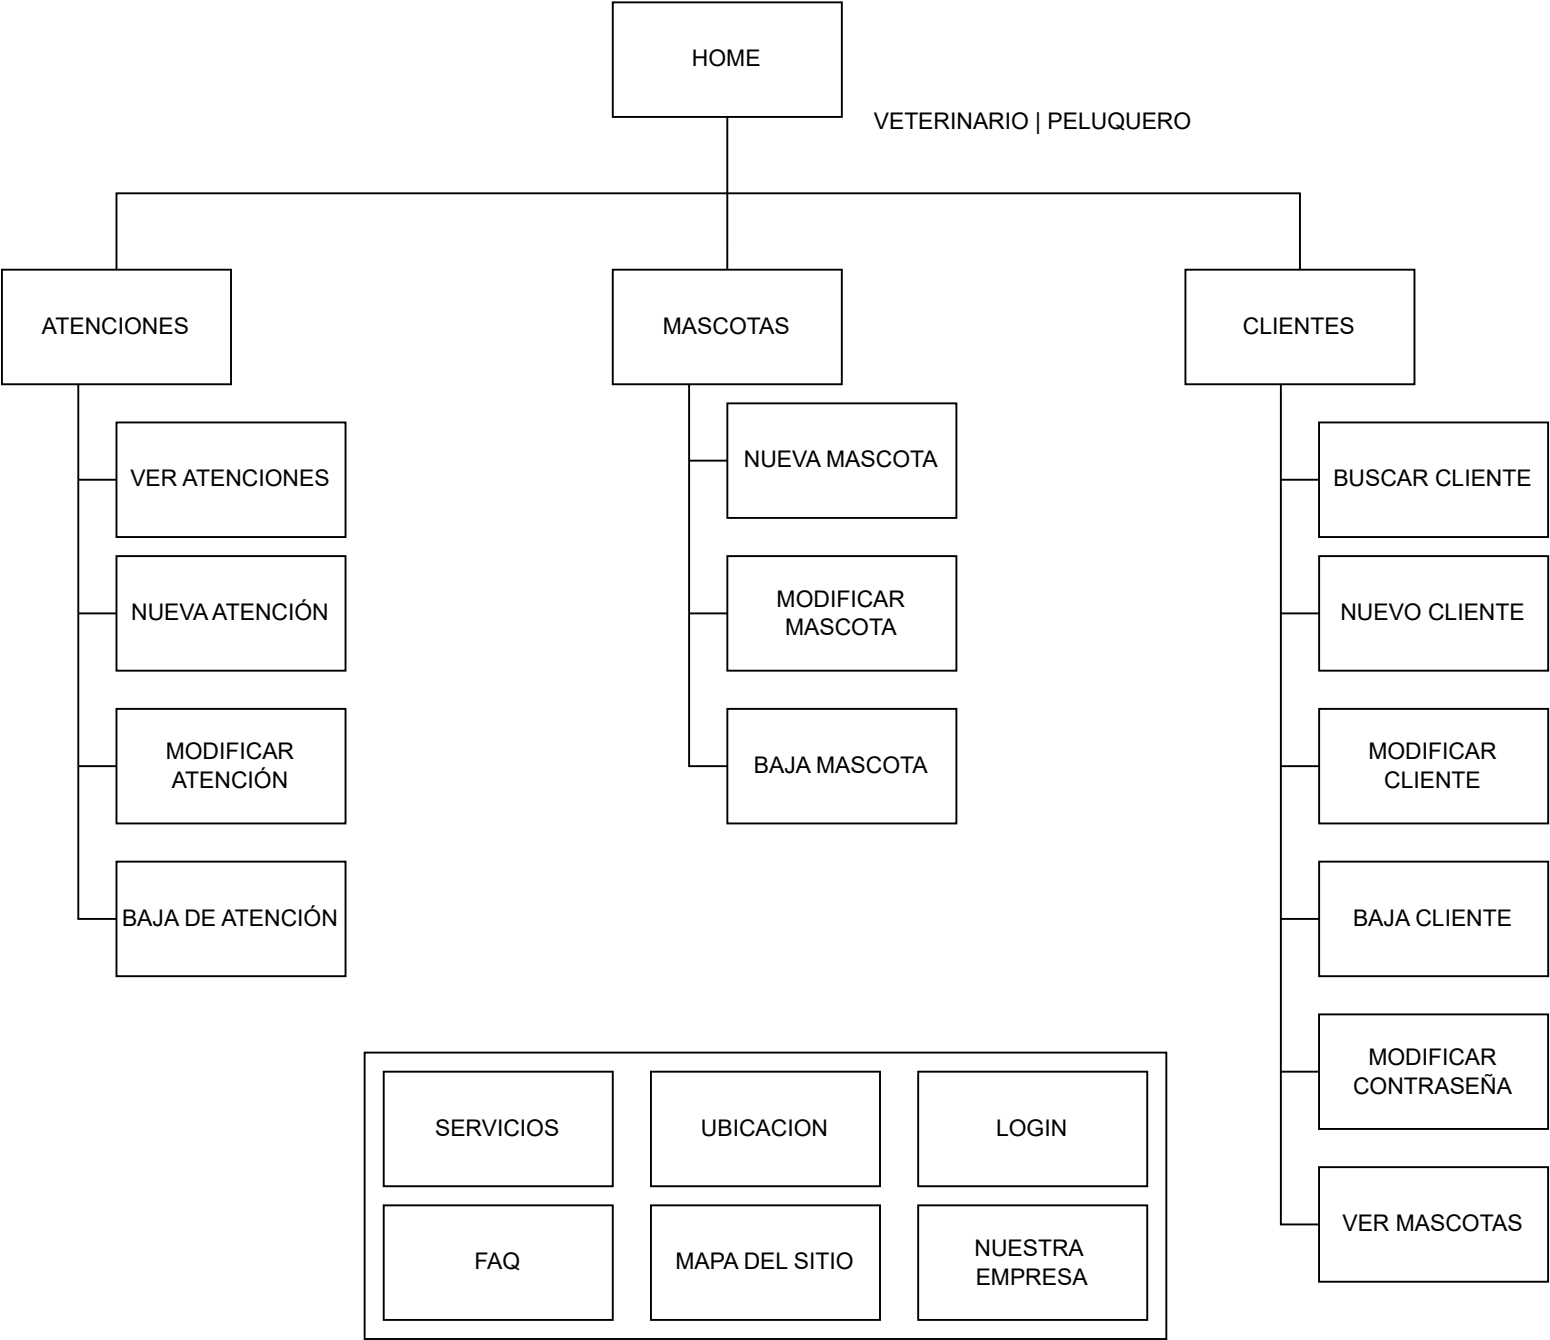 HOME
VETERINARIO | PELUQUERO
ATENCIONES
MASCOTAS
CLIENTES
VER ATENCIONES
NUEVA ATENCIÓN
MODIFICAR
ATENCIÓN
BAJA DE ATENCIÓN
NUEVA MASCOTA
MODIFICAR
MASCOTA
BAJA MASCOTA
BUSCAR CLIENTE
NUEVO CLIENTE
MODIFICAR
CLIENTE
BAJA CLIENTE
MODIFICAR
CONTRASEÑA
VER MASCOTAS
SERVICIOS
UBICACION
LOGIN
FAQ
MAPA DEL SITIO
NUESTRA
EMPRESA